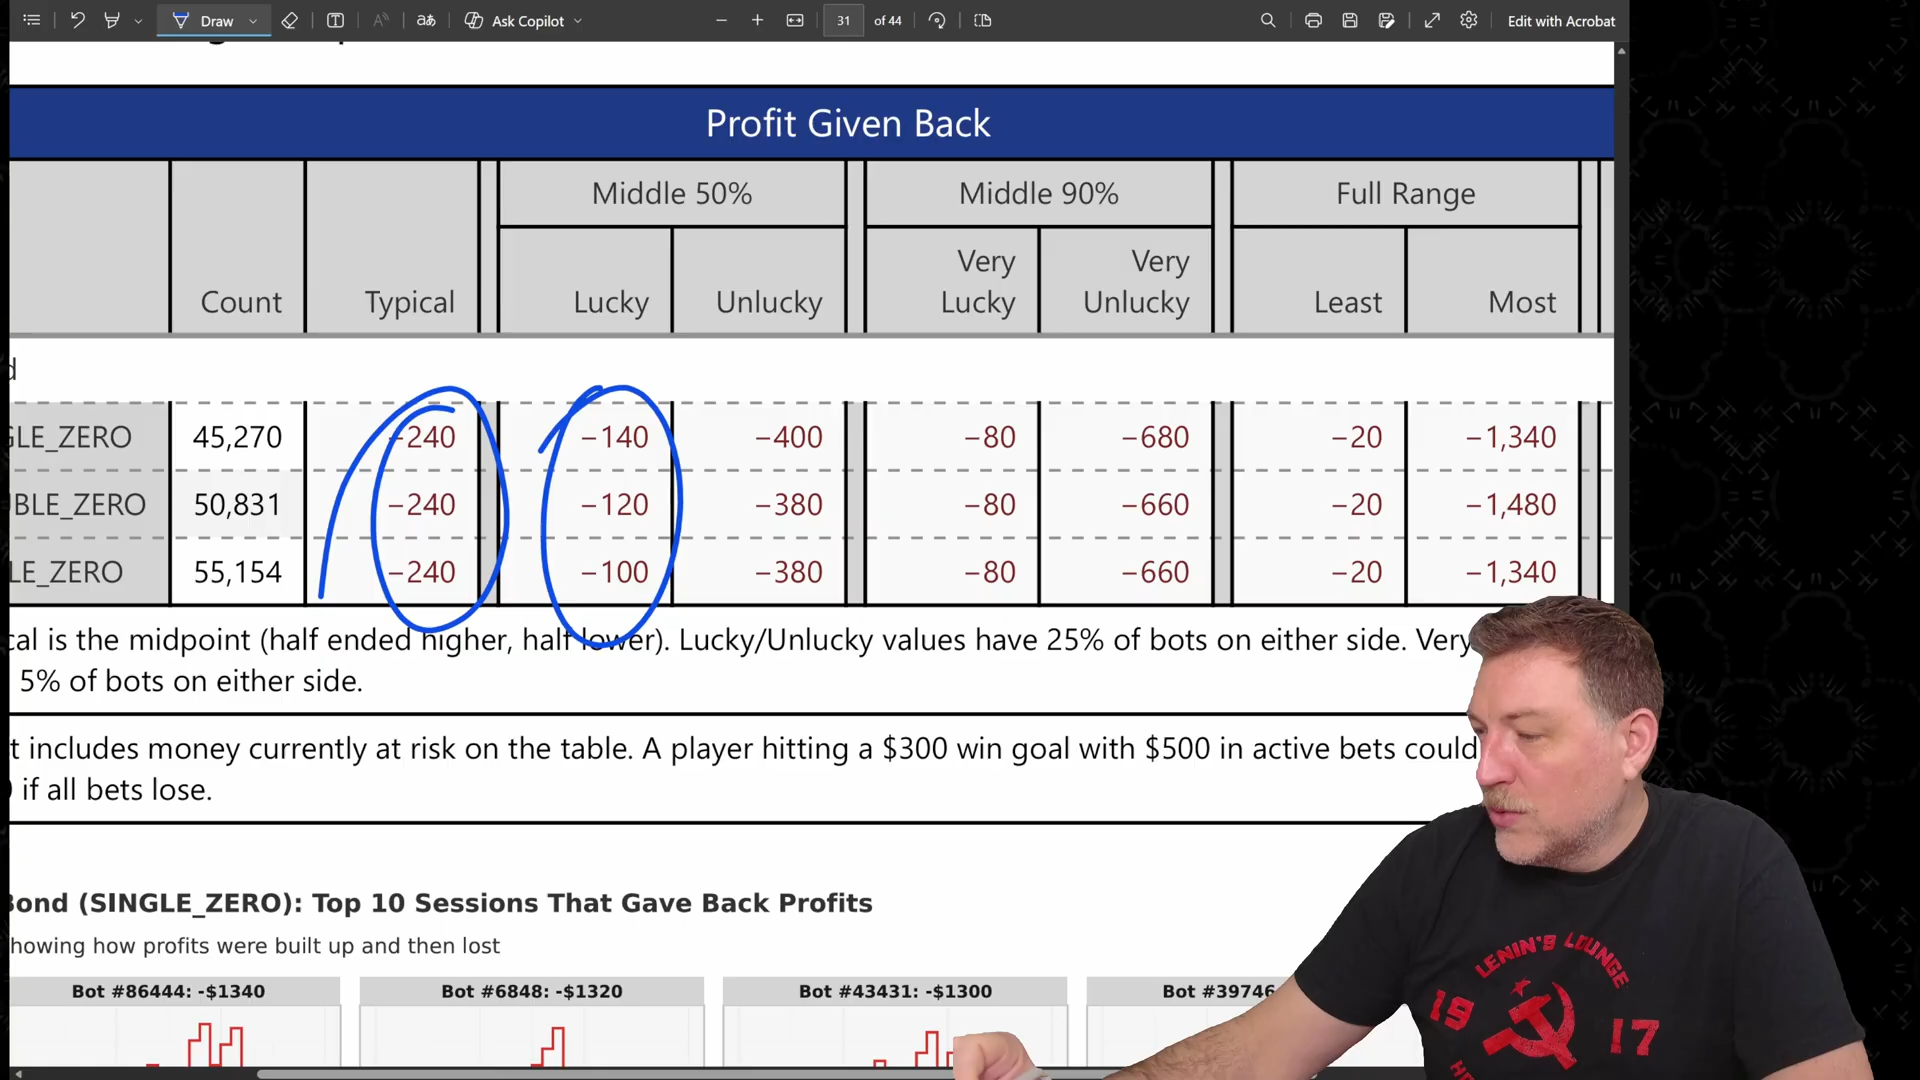 Draw
Ask Copilot
31 of 44
Edit with Acrobat
Profit Given Back
Middle 50% Middle 90% Full Range
Count Typical Lucky Unlucky Very Lucky Very Unlucky Least Most
d
GLE_ZERO 45,270 −240 −140 −400 −80 −680 −20 −1,340
BLE_ZERO 50,831 −240 −120 −380 −80 −660 −20 −1,480
LE_ZERO 55,154 −240 −100 −380 −80 −660 −20 −1,340
cal is the midpoint (half ended higher, half lower). Lucky/Unlucky values have 25% of bots on either side. Very
5% of bots on either side.
t includes money currently at risk on the table. A player hitting a $300 win goal with $500 in active bets could
) if all bets lose.
Bond (SINGLE_ZERO): Top 10 Sessions That Gave Back Profits
howing how profits were built up and then lost
Bot #86444: -$1340 Bot #6848: -$1320 Bot #43431: -$1300 Bot #39746
LENIN'S LOUNGE
19 17